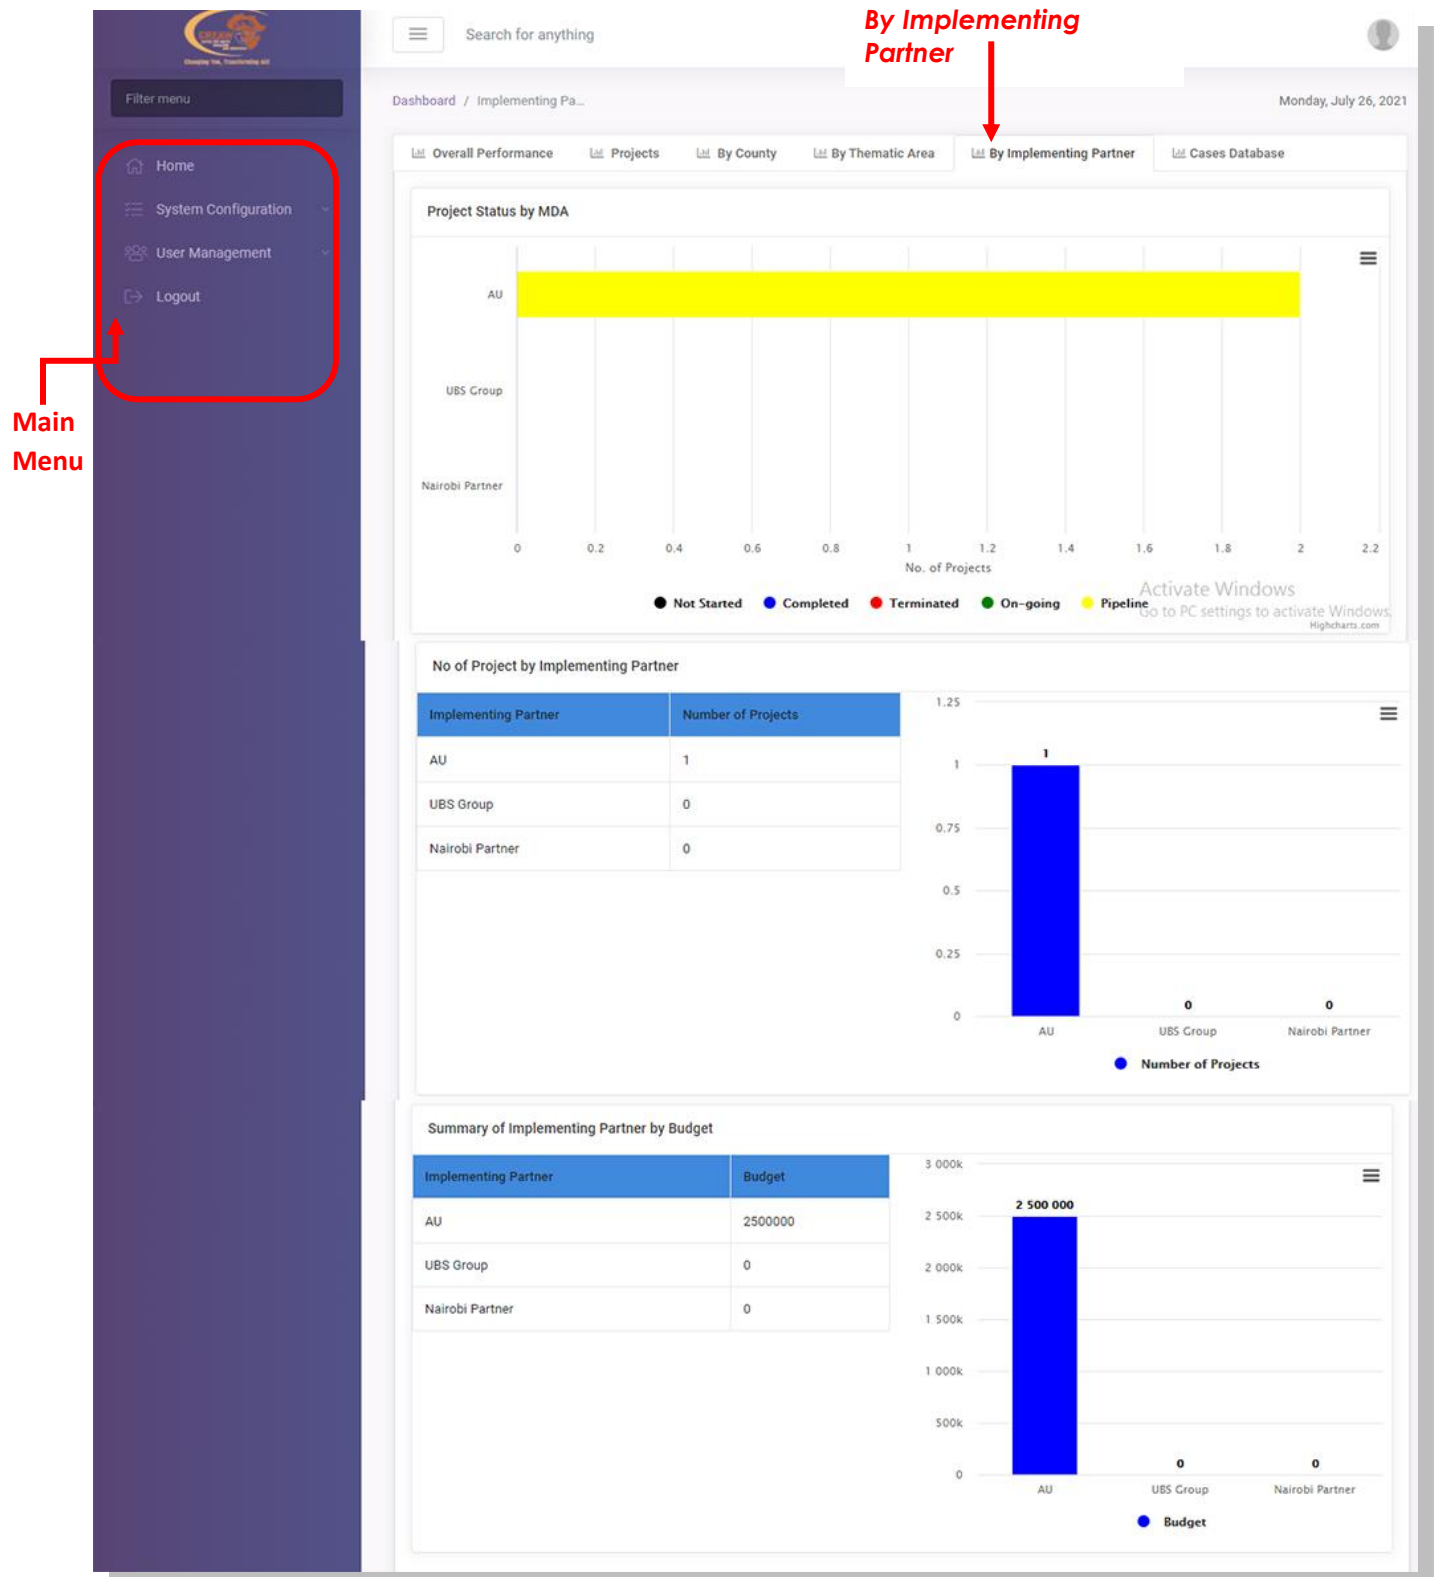 By Implementing
Partner
CREAW
Changing You, Transforming All!
Search for anything
Filter menu
Dashboard / Implementing Pa...
Monday, July 26, 2021
Home
System Configuration
User Management
Logout
Main
Menu
Overall Performance
Projects
By County
By Thematic Area
By Implementing Partner
Cases Database
Project Status by MDA
AU
UBS Group
Nairobi Partner
0 0.2 0.4 0.6 0.8 1 1.2 1.4 1.6 1.8 2 2.2
No. of Projects
Not Started Completed Terminated On-going Pipeline
Activate Windows
Go to PC settings to activate Windows.
Highcharts.com
No of Project by Implementing Partner
Implementing Partner Number of Projects
AU 1
UBS Group 0
Nairobi Partner 0
1.25
1
0.75
0.5
0.25
0
1 0 0
AU UBS Group Nairobi Partner
Number of Projects
Summary of Implementing Partner by Budget
Implementing Partner Budget
AU 2500000
UBS Group 0
Nairobi Partner 0
3 000k
2 500k
2 000k
1 500k
1 000k
500k
0
2 500 000 0 0
AU UBS Group Nairobi Partner
Budget